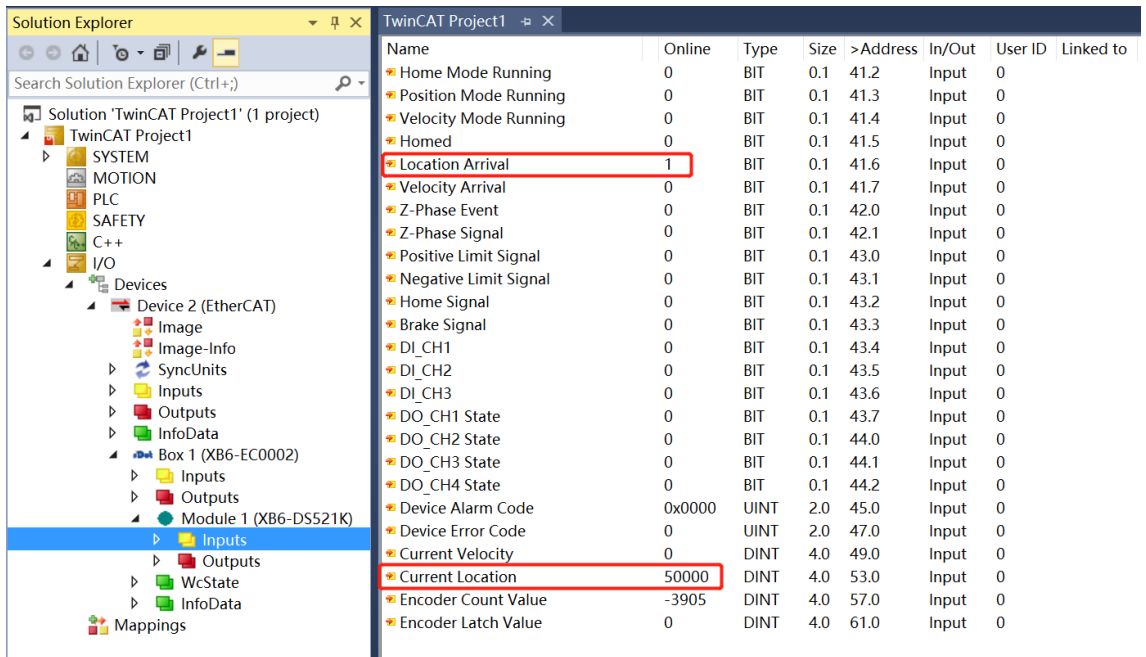 Solution Explorer
Search Solution Explorer (Ctrl+;)
Solution 'TwinCAT Project1' (1 project)
TwinCAT Project1
SYSTEM
MOTION
PLC
SAFETY
C++
I/O
Devices
Device 2 (EtherCAT)
Image
Image-Info
SyncUnits
Inputs
Outputs
InfoData
Box 1 (XB6-EC0002)
Inputs
Outputs
Module 1 (XB6-DS521K)
Inputs
Outputs
WcState
InfoData
Mappings
TwinCAT Project1
Name Online Type Size >Address In/Out User ID Linked to
Home Mode Running 0 BIT 0.1 41.2 Input 0
Position Mode Running 0 BIT 0.1 41.3 Input 0
Velocity Mode Running 0 BIT 0.1 41.4 Input 0
Homed 0 BIT 0.1 41.5 Input 0
Location Arrival 1 BIT 0.1 41.6 Input 0
Velocity Arrival 0 BIT 0.1 41.7 Input 0
Z-Phase Event 0 BIT 0.1 42.0 Input 0
Z-Phase Signal 0 BIT 0.1 42.1 Input 0
Positive Limit Signal 0 BIT 0.1 43.0 Input 0
Negative Limit Signal 0 BIT 0.1 43.1 Input 0
Home Signal 0 BIT 0.1 43.2 Input 0
Brake Signal 0 BIT 0.1 43.3 Input 0
DI_CH1 0 BIT 0.1 43.4 Input 0
DI_CH2 0 BIT 0.1 43.5 Input 0
DI_CH3 0 BIT 0.1 43.6 Input 0
DO_CH1 State 0 BIT 0.1 43.7 Input 0
DO_CH2 State 0 BIT 0.1 44.0 Input 0
DO_CH3 State 0 BIT 0.1 44.1 Input 0
DO_CH4 State 0 BIT 0.1 44.2 Input 0
Device Alarm Code 0x0000 UINT 2.0 45.0 Input 0
Device Error Code 0 UINT 2.0 47.0 Input 0
Current Velocity 0 DINT 4.0 49.0 Input 0
Current Location 50000 DINT 4.0 53.0 Input 0
Encoder Count Value -3905 DINT 4.0 57.0 Input 0
Encoder Latch Value 0 DINT 4.0 61.0 Input 0